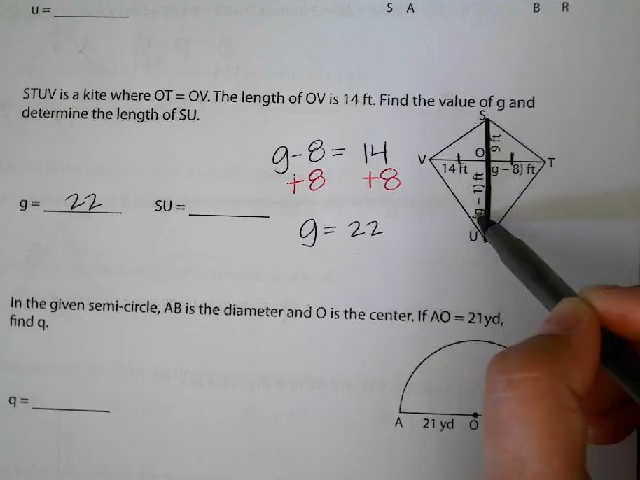 u = ________
S A B R
STUV is a kite where OT = OV. The length of OV is 14 ft. Find the value of g and
determine the length of SU.
g - 8 = 14
+8 +8
g = 22
g = 22 SU = ________
S
9 ft
V O T
14 ft (g - 8) ft
g - 1) ft
U
In the given semi-circle, AB is the diameter and O is the center. If AO = 21yd,
find q.
q = ________
A 21 yd O